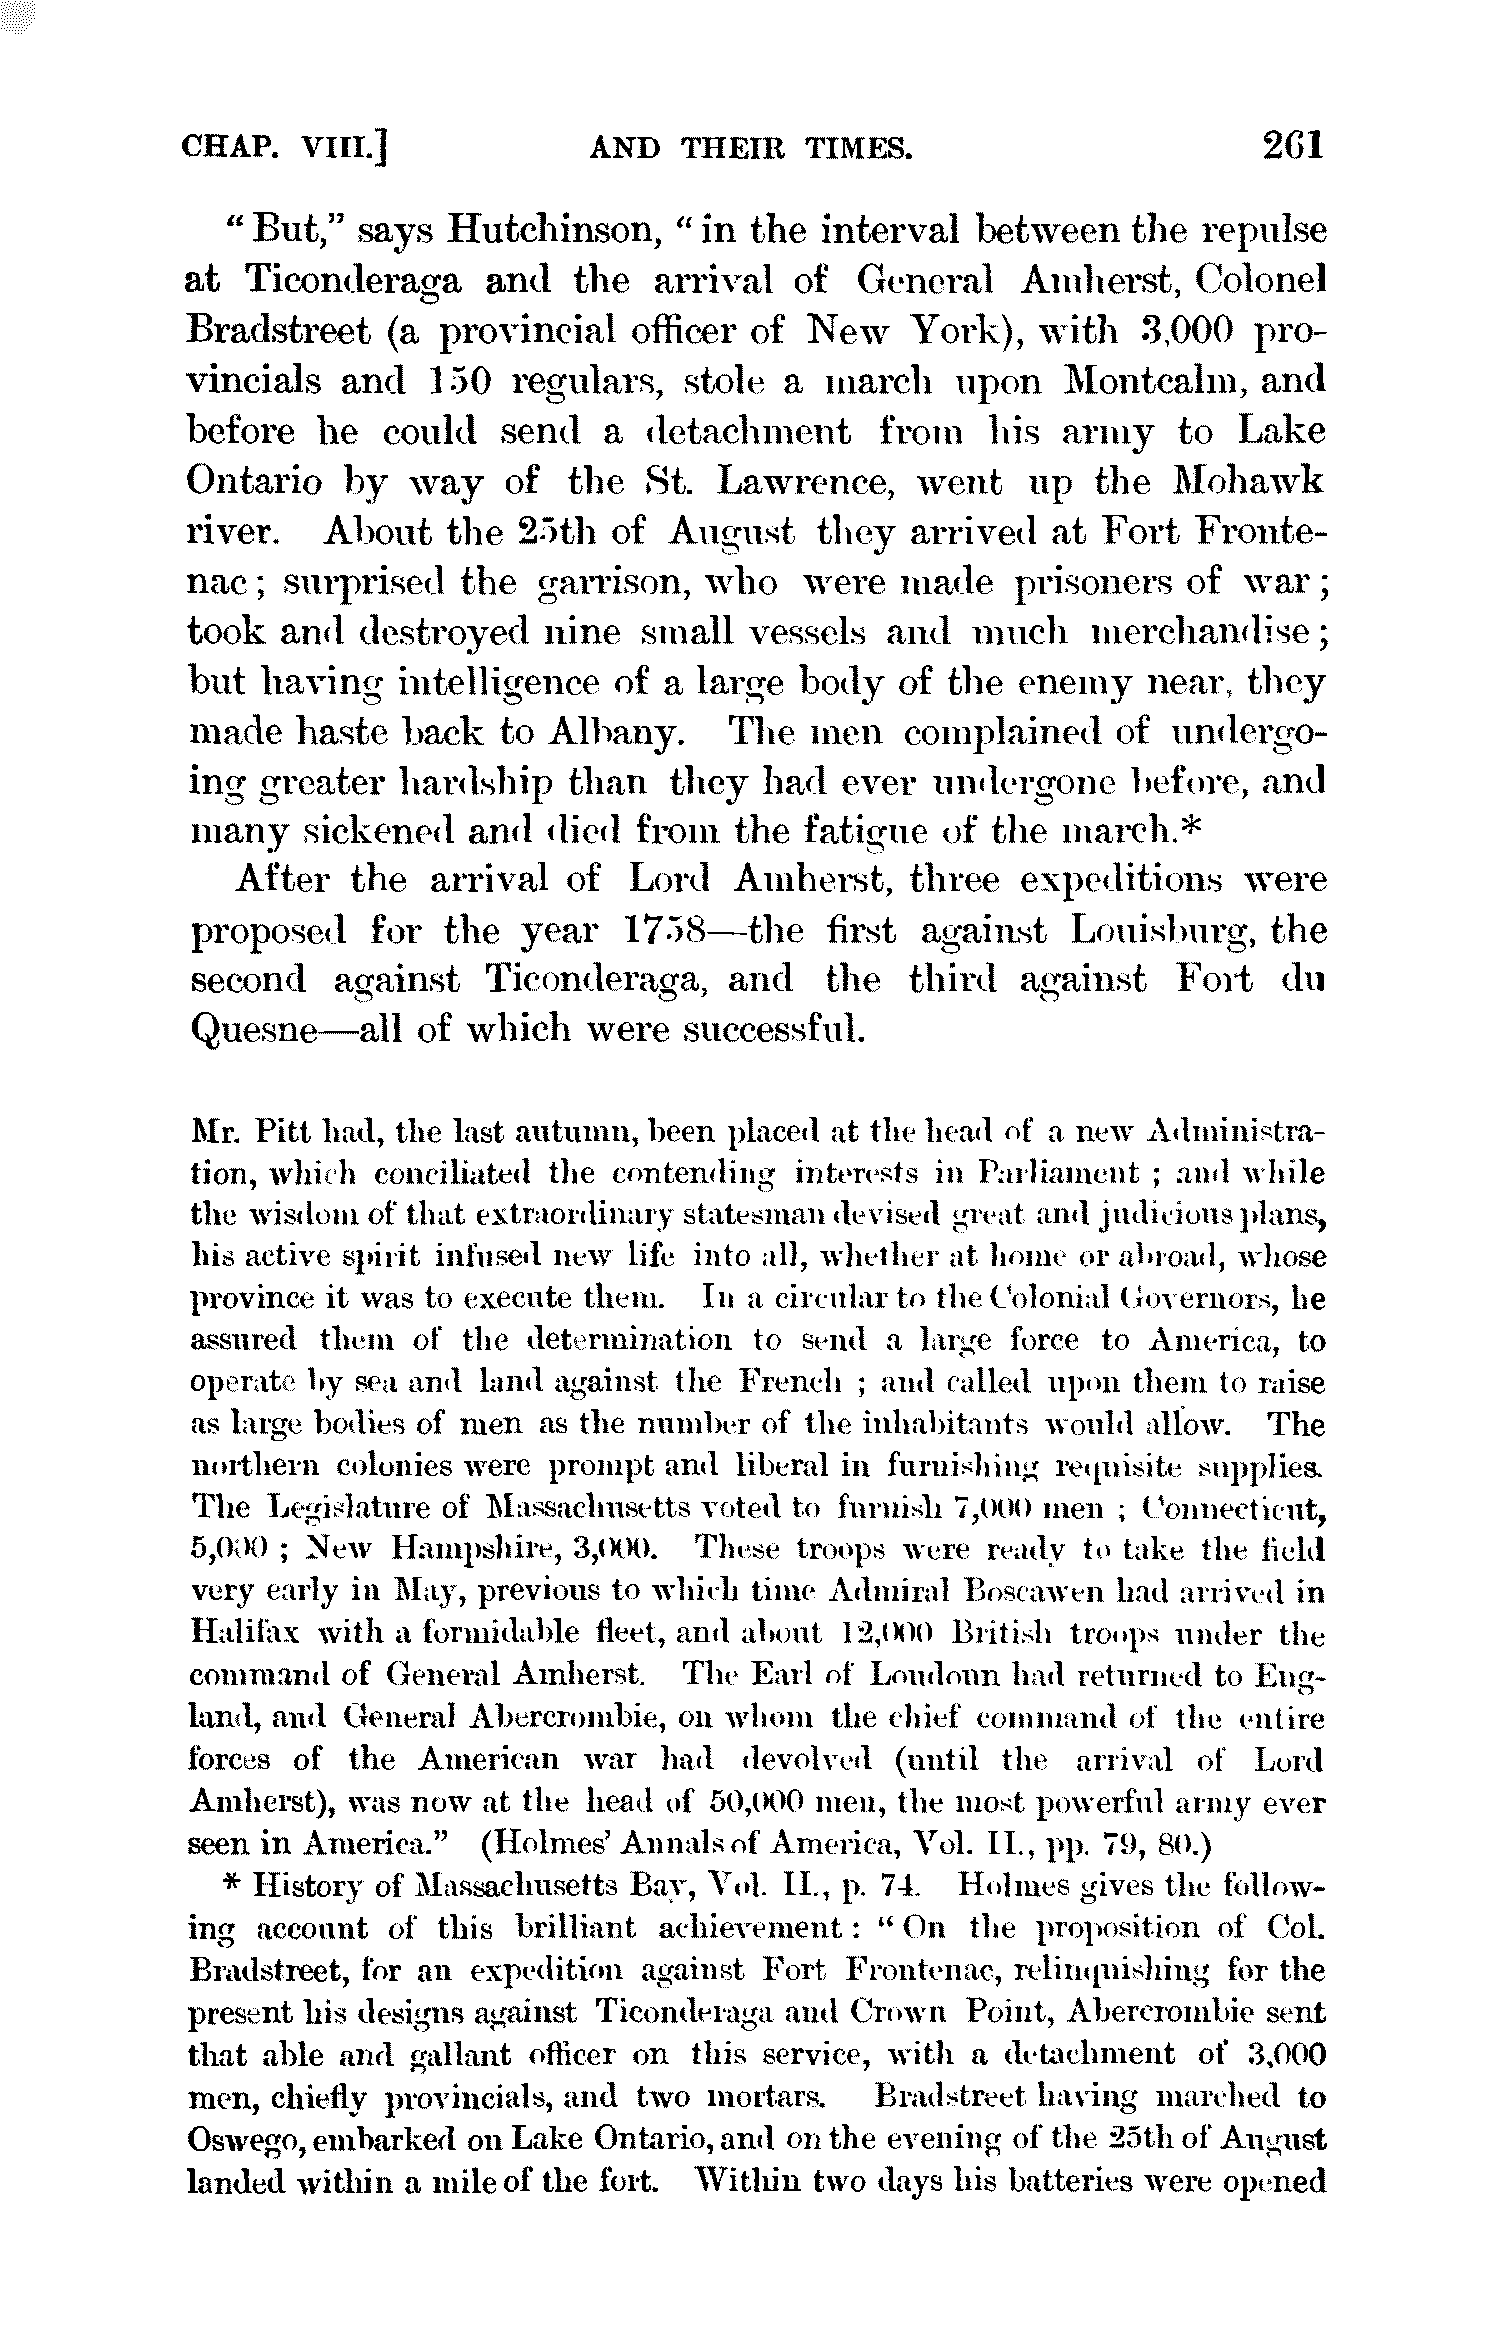 CHAP. VIII.] AND THEIR TIMES. 261
"But," says Hutchinson, "in the interval between the repulse
at Ticonderaga and the arrival of General Amherst, Colonel
Bradstreet (a provincial officer of New York), with 3,000 pro-
vincials and 150 regulars, stole a march upon Montcalm, and
before he could send a detachment from his army to Lake
Ontario by way of the St. Lawrence, went up the Mohawk
river. About the 25th of August they arrived at Fort Fronte-
nac; surprised the garrison, who were made prisoners of war;
took and destroyed nine small vessels and much merchandise;
but having intelligence of a large body of the enemy near, they
made haste back to Albany. The men complained of undergo-
ing greater hardship than they had ever undergone before, and
many sickened and died from the fatigue of the march.*
After the arrival of Lord Amherst, three expeditions were
proposed for the year 1758—the first against Louisburg, the
second against Ticonderaga, and the third against Fort du
Quesne—all of which were successful.
Mr. Pitt had, the last autumn, been placed at the head of a new Administra-
tion, which conciliated the contending interests in Parliament ; and while
the wisdom of that extraordinary statesman devised great and judicious plans,
his active spirit infused new life into all, whether at home or abroad, whose
province it was to execute them. In a circular to the Colonial Governors, he
assured them of the determination to send a large force to America, to
operate by sea and land against the French ; and called upon them to raise
as large bodies of men as the number of the inhabitants would allow. The
northern colonies were prompt and liberal in furnishing requisite supplies.
The Legislature of Massachusetts voted to furnish 7,000 men ; Connecticut,
5,000 ; New Hampshire, 3,000. These troops were ready to take the field
very early in May, previous to which time Admiral Boscawen had arrived in
Halifax with a formidable fleet, and about 12,000 British troops under the
command of General Amherst. The Earl of Loudoun had returned to Eng-
land, and General Abercrombie, on whom the chief command of the entire
forces of the American war had devolved (until the arrival of Lord
Amherst), was now at the head of 50,000 men, the most powerful army ever
seen in America." (Holmes' Annals of America, Vol. II., pp. 79, 80.)
* History of Massachusetts Bay, Vol. II., p. 74. Holmes gives the follow-
ing account of this brilliant achievement: "On the proposition of Col.
Bradstreet, for an expedition against Fort Frontenac, relinquishing for the
present his designs against Ticonderaga and Crown Point, Abercrombie sent
that able and gallant officer on this service, with a detachment of 3,000
men, chiefly provincials, and two mortars. Bradstreet having marched to
Oswego, embarked on Lake Ontario, and on the evening of the 25th of August
landed within a mile of the fort. Within two days his batteries were opened